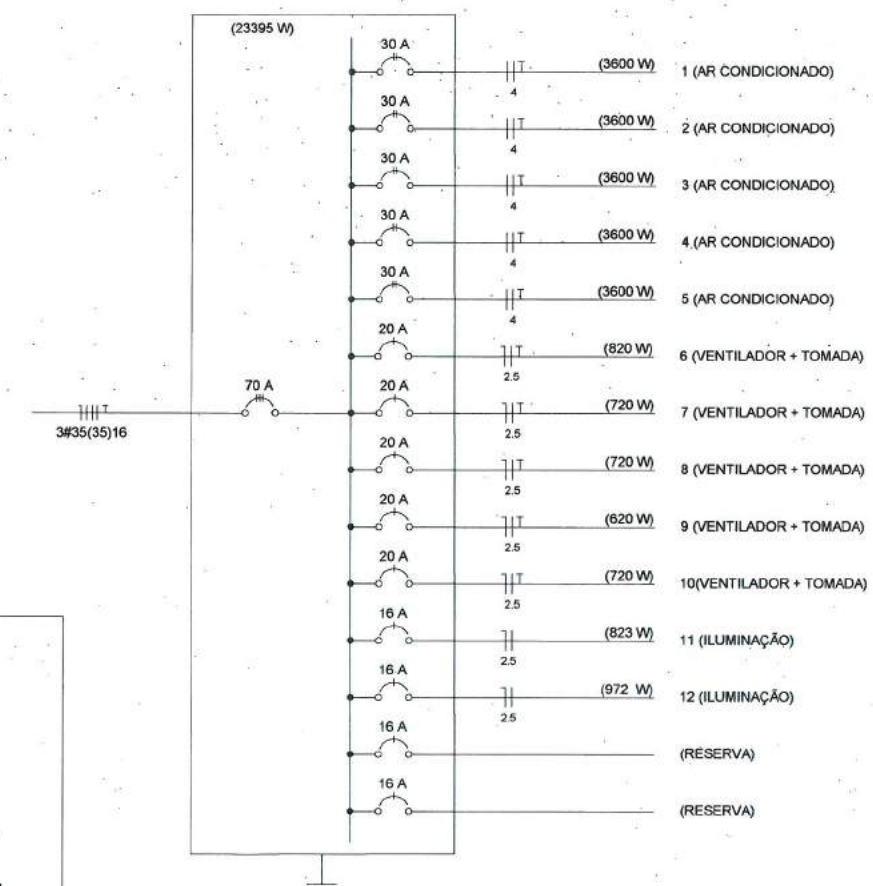 (23395 W)
30 A
(3600 W) 1 (AR CONDICIONADO)
4
30 A
(3600 W) 2 (AR CONDICIONADO)
4
30 A
(3600 W) 3 (AR CONDICIONADO)
4
30 A
(3600 W) 4 (AR CONDICIONADO)
4
30 A
(3600 W) 5 (AR CONDICIONADO)
4
20 A
(820 W) 6 (VENTILADOR + TOMADA)
2.5
70 A 20 A
(720 W) 7 (VENTILADOR + TOMADA)
3#35(35)16
2.5
20 A
(720 W) 8 (VENTILADOR + TOMADA)
2.5
20 A
(620 W) 9 (VENTILADOR + TOMADA)
2.5
20 A
(720 W) 10(VENTILADOR + TOMADA)
2.5
16 A
(823 W) 11 (ILUMINAÇÃO)
2.5
16 A
(972 W) 12 (ILUMINAÇÃO)
2.5
16 A
(RESERVA)
16 A
(RESERVA)